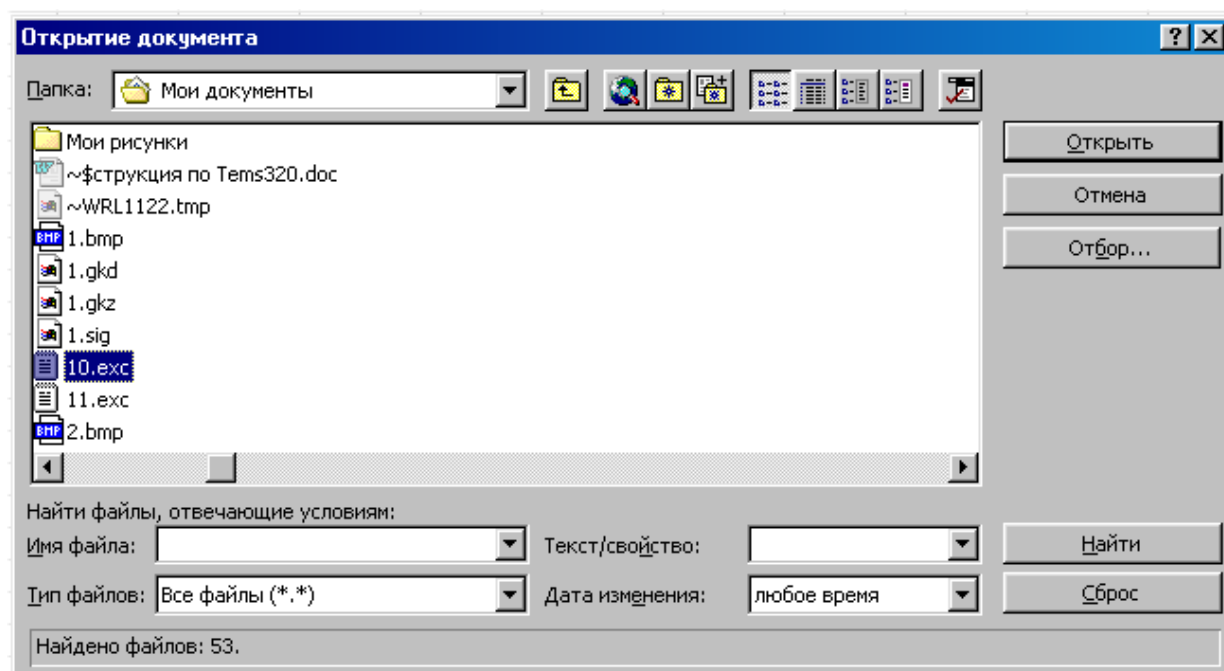 Открытие документа
Папка: Мои документы
Мои рисунки
~$струкция по Tems320.doc
~WRL1122.tmp
BMP 1.bmp
1.gkd
1.gkz
1.sig
10.exc
11.exc
BMP 2.bmp
Открыть
Отмена
Отбор...
Найти файлы, отвечающие условиям:
Имя файла: Текст/свойство: Найти
Тип файлов: Все файлы (*.*) Дата изменения: любое время Сброс
Найдено файлов: 53.